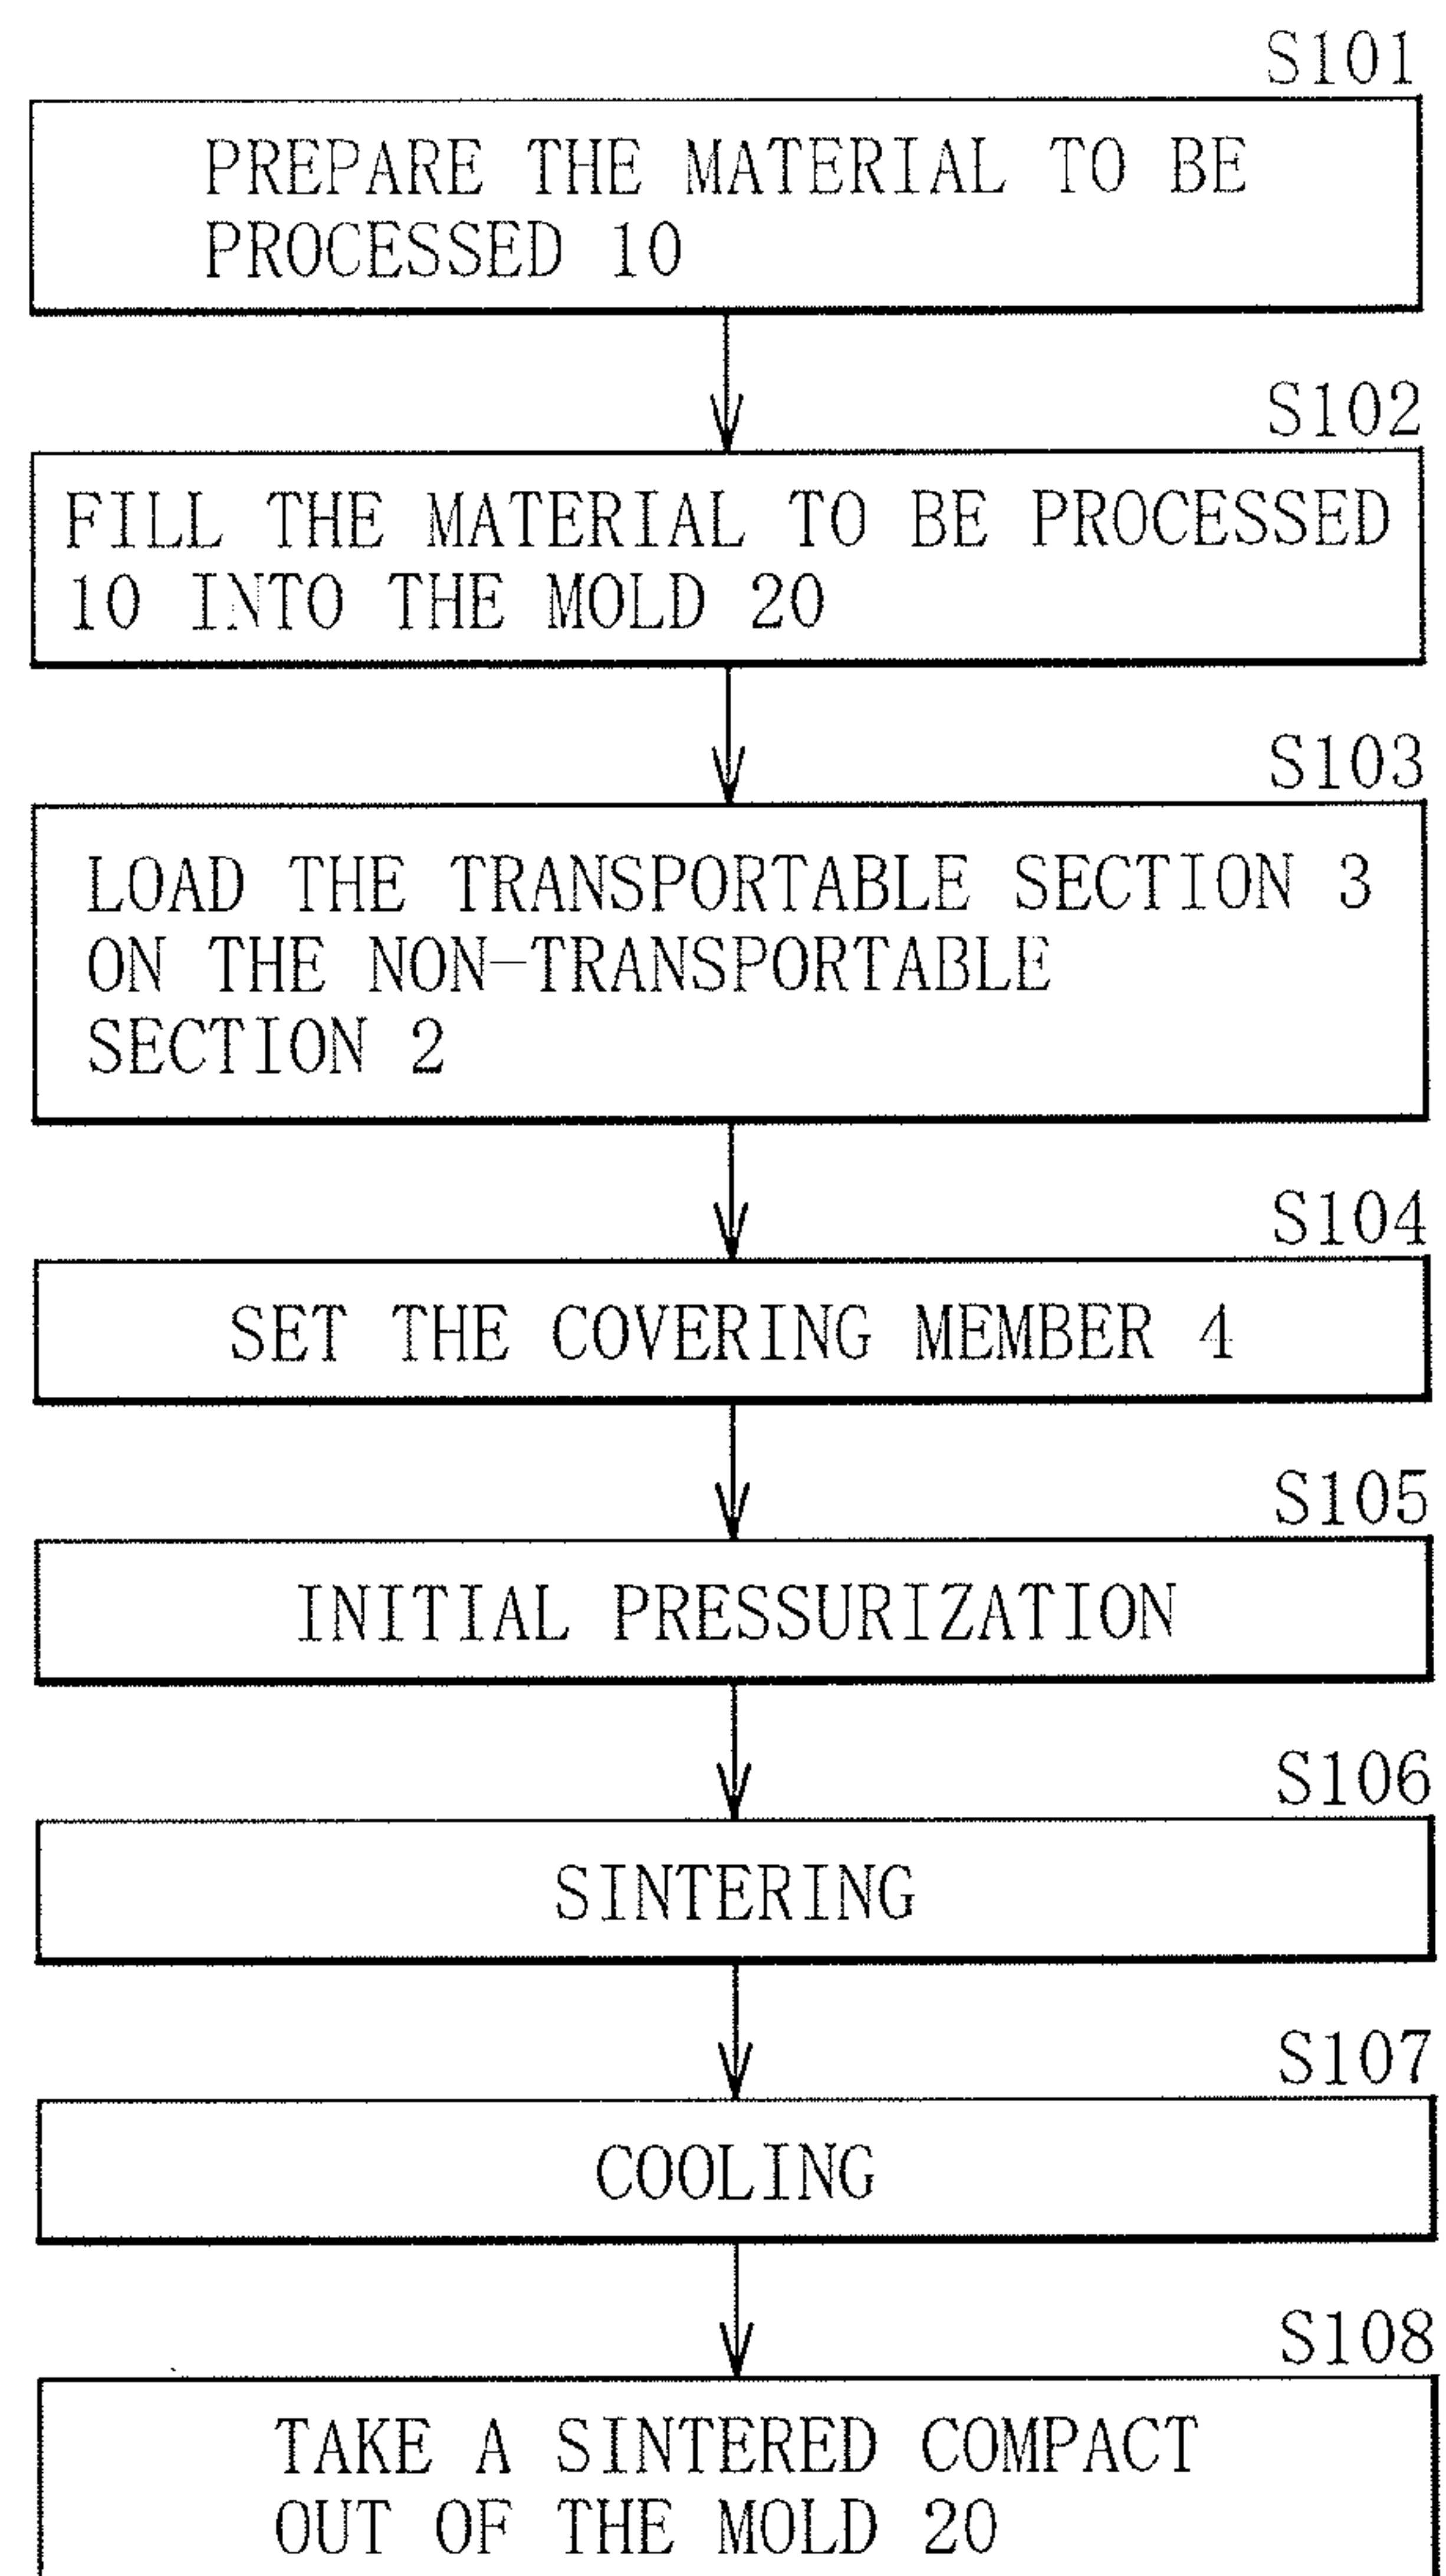 S101
PREPARE THE MATERIAL TO BE
PROCESSED 10
S102
FILL THE MATERIAL TO BE PROCESSED
10 INTO THE MOLD 20
S103
LOAD THE TRANSPORTABLE SECTION 3
ON THE NON-TRANSPORTABLE
SECTION 2
S104
SET THE COVERING MEMBER 4
S105
INITIAL PRESSURIZATION
S106
SINTERING
S107
COOLING
S108
TAKE A SINTERED COMPACT
OUT OF THE MOLD 20